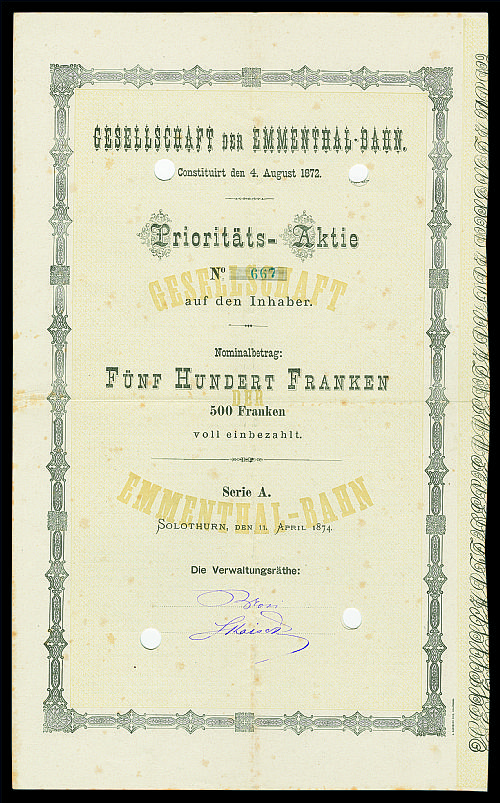 GESELLSCHAFT DER EMMENTHAL-BAHN.
Constituirt den 4. August 1872.
Prioritäts-Aktie
Nº 667
GESELLSCHAFT
auf den Inhaber.
Nominalbetrag:
FÜNF HUNDERT FRANKEN
DER
500 Franken
voll einbezahlt.
Serie A.
EMMENTHAL-BAHN
SOLOTHURN, DEN 11. APRIL 1874.
Die Verwaltungsräthe: